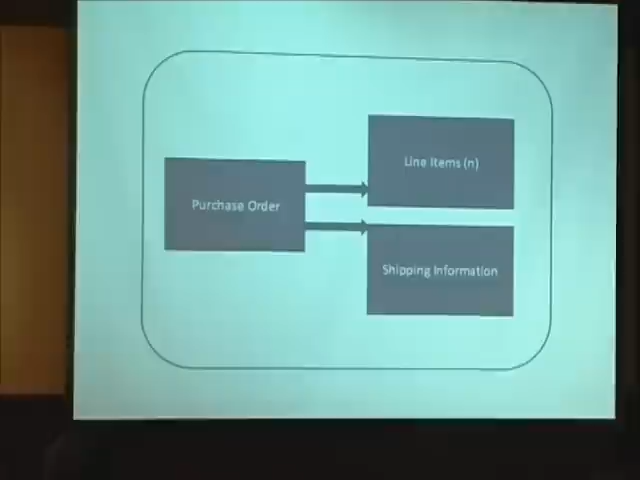 Line Items (n)
Purchase Order
Shipping Information